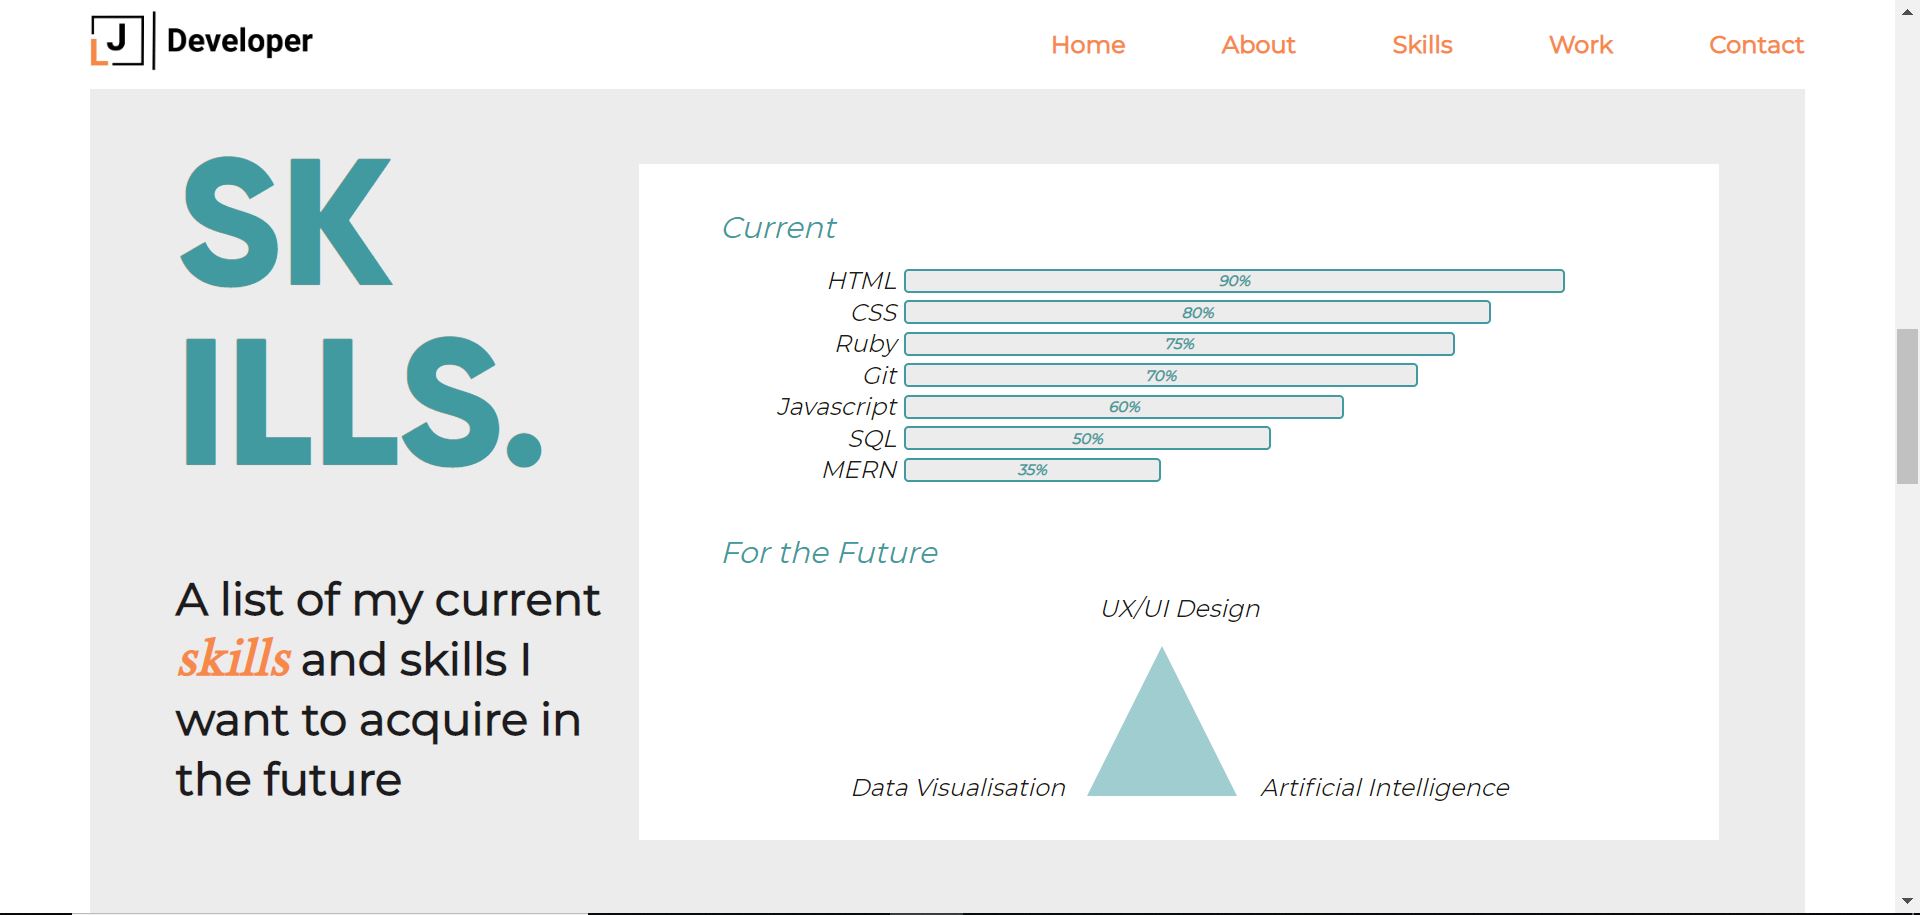 LJ Developer
Home About Skills Work Contact
SK
ILLS.
A list of my current
skills and skills I
want to acquire in
the future
Current
HTML 90%
CSS 80%
Ruby 75%
Git 70%
Javascript 60%
SQL 50%
MERN 35%
For the Future
UX/UI Design
Data Visualisation Artificial Intelligence